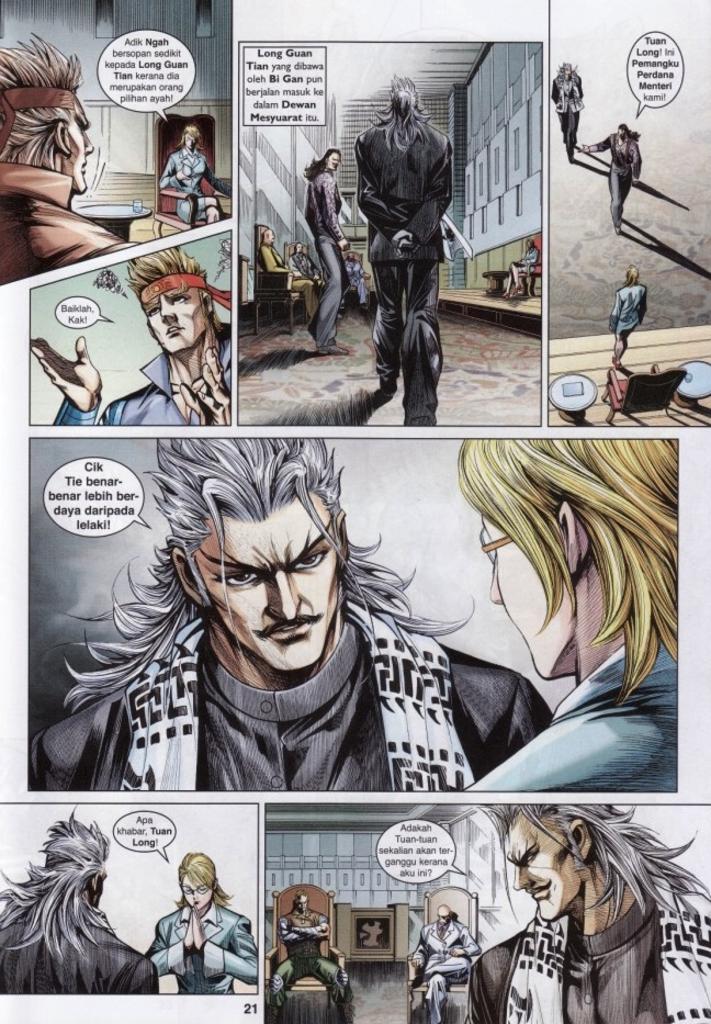 Adik Ngah
bersopan sedikit
kepada Long Guan
Tian kerana dia
merupakan orang
pilihan ayah!
Baiklah,
Kak!
Long Guan
Tian yang dibawa
oleh Bi Gan pun
berjalan masuk ke
dalam Dewan
Mesyuarat itu.
Tuan
Long! Ini
Pemangku
Perdana
Menteri
kami!
Cik
Tie benar-
benar lebih ber-
daya daripada
lelaki!
Apa
khabar, Tuan
Long!
Adakah
Tuan-tuan
sekalian akan ter-
ganggu kerana
aku ini?
21